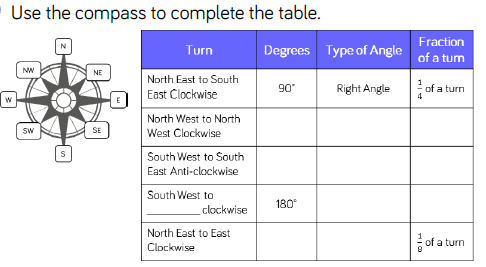 Use the compass to complete the table.
N
NW
NE
W
E
SW
SE
S
Turn
Degrees
Type of Angle
Fraction
of a turn
North East to South
East Clockwise
90°
Right Angle
1/4 of a turn
North West to North
West Clockwise
South West to South
East Anti-clockwise
South West to
__________ clockwise
180°
North East to East
Clockwise
1/8 of a turn